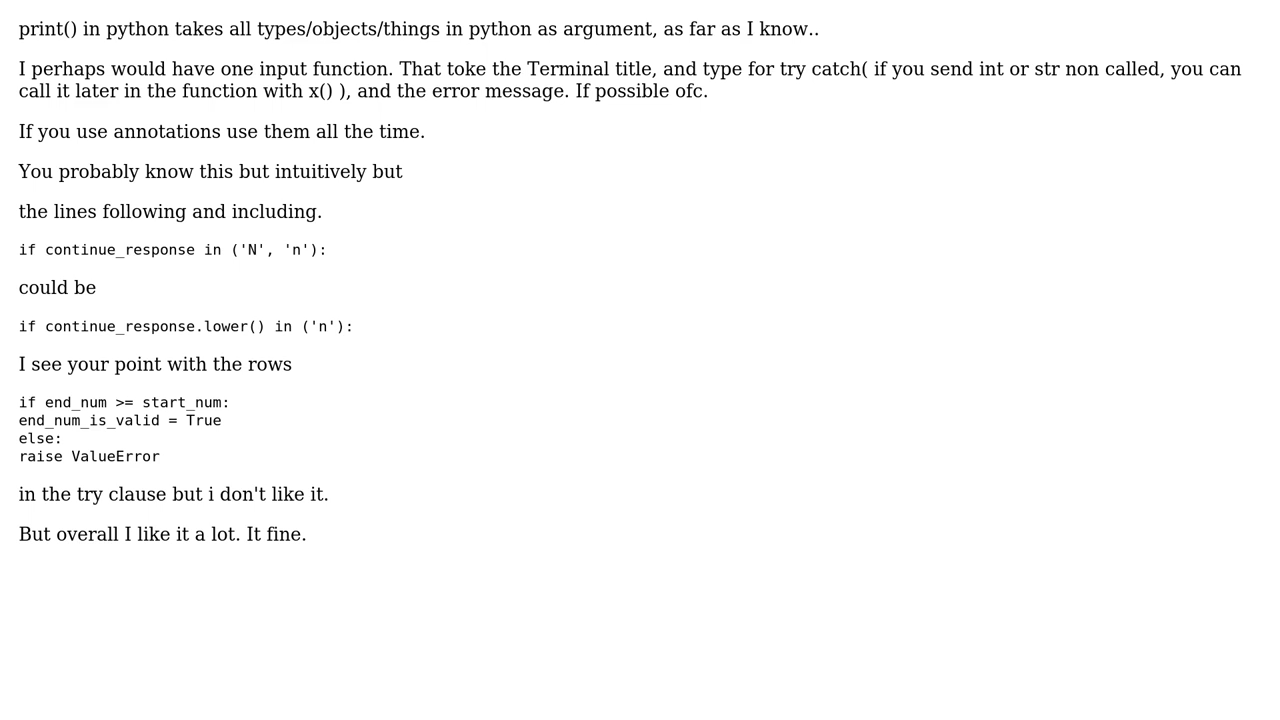 print() in python takes all types/objects/things in python as argument, as far as I know..
I perhaps would have one input function. That toke the Terminal title, and type for try catch( if you send int or str non called, you can
call it later in the function with x() ), and the error message. If possible ofc.
If you use annotations use them all the time.
You probably know this but intuitively but
the lines following and including.
if continue_response in ('N', 'n'):
could be
if continue_response.lower() in ('n'):
I see your point with the rows
if end_num >= start_num:
end_num_is_valid = True
else:
raise ValueError
in the try clause but i don't like it.
But overall I like it a lot. It fine.